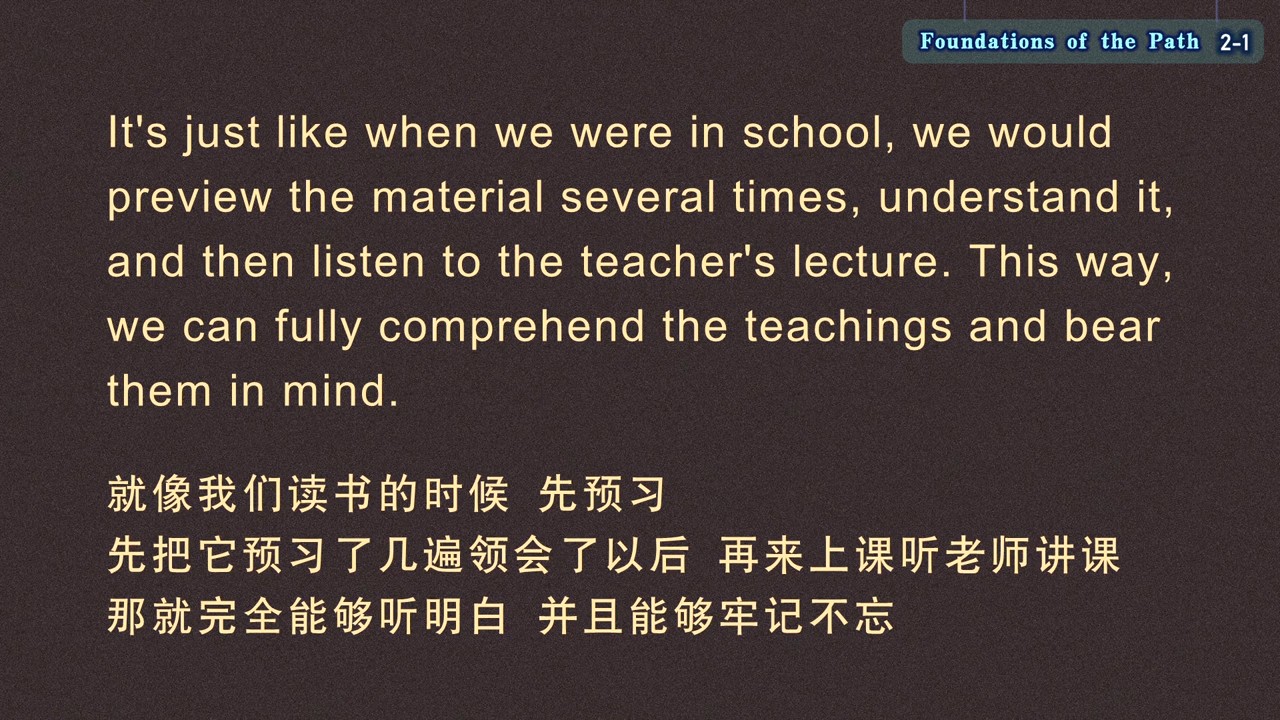 Foundations of the Path 2-1
It's just like when we were in school, we would
preview the material several times, understand it,
and then listen to the teacher's lecture. This way,
we can fully comprehend the teachings and bear
them in mind.
就像我们读书的时候 先预习
先把它预习了几遍领会了以后 再来上课听老师讲课
那就完全能够听明白 并且能够牢记不忘